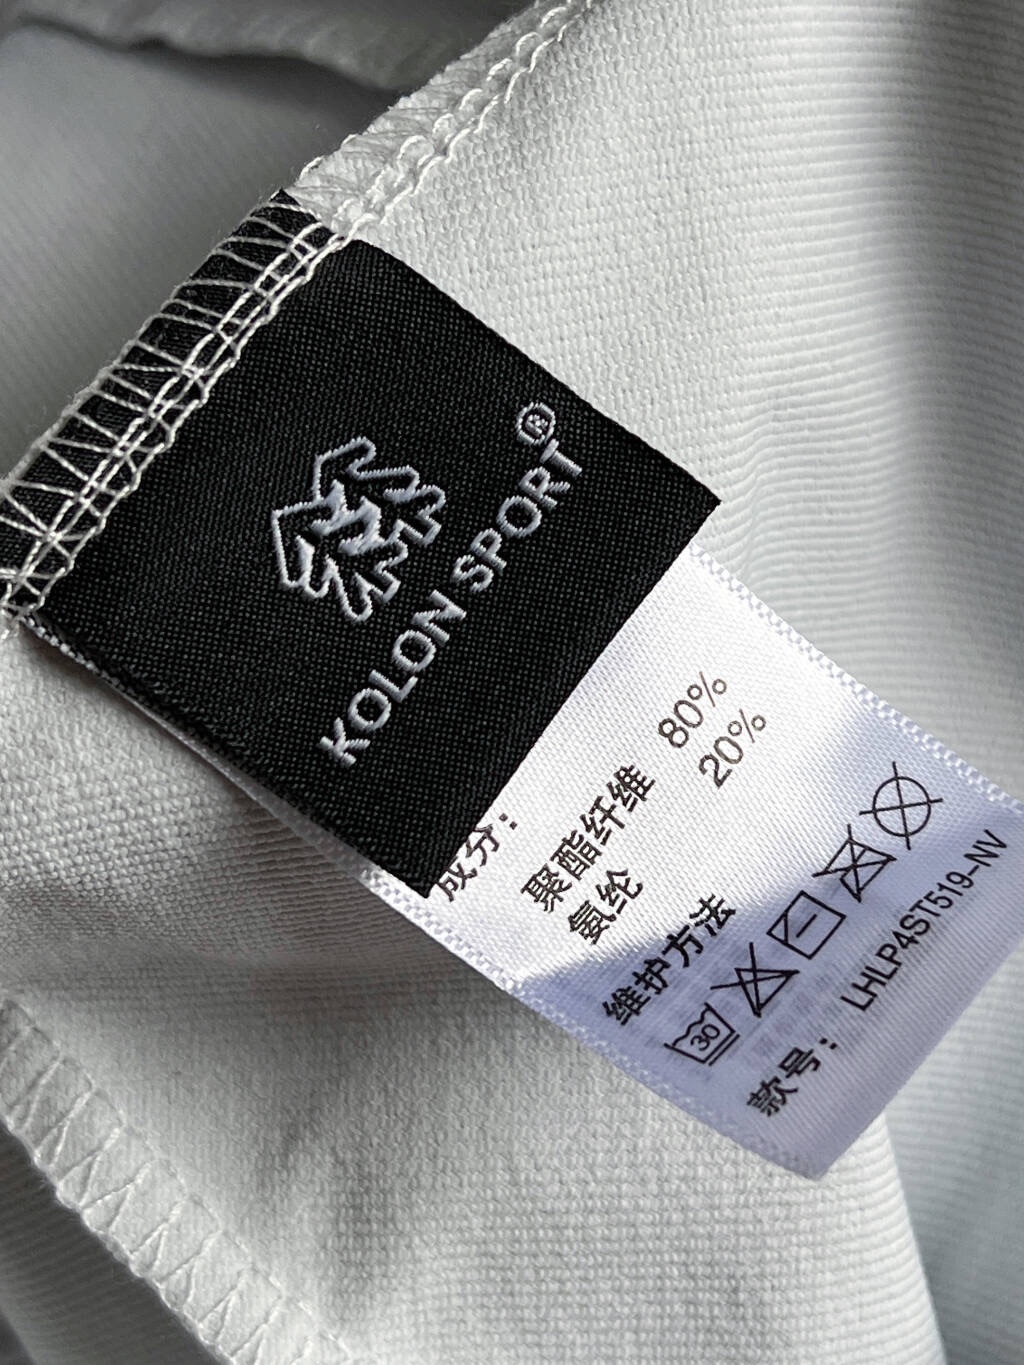 KOLON SPORT®
成分:
聚酯纤维 80%
氨纶 20%
维护方法
30
款号: LHLP4ST519-NV